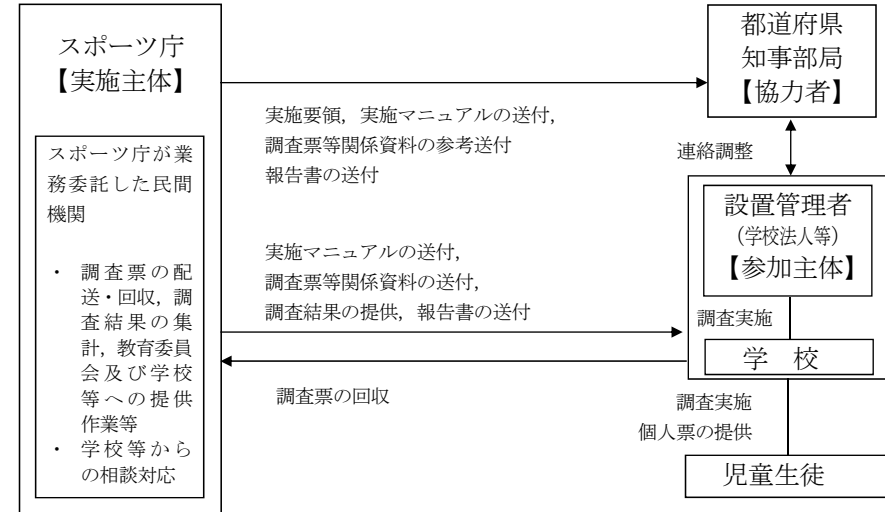 スポーツ庁
【実施主体】
スポーツ庁が業
務委託した民間
機関
・ 調査票の配
送・回収，調
査結果の集
計，教育委員
会及び学校
等への提供
作業等
・ 学校等から
の相談対応
実施要領，実施マニュアルの送付，
調査票等関係資料の参考送付
報告書の送付
実施マニュアルの送付，
調査票等関係資料の送付，
調査結果の提供，報告書の送付
調査票の回収
都道府県
知事部局
【協力者】
連絡調整
設置管理者
（学校法人等）
【参加主体】
調査実施
学　校
調査実施
個人票の提供
児童生徒